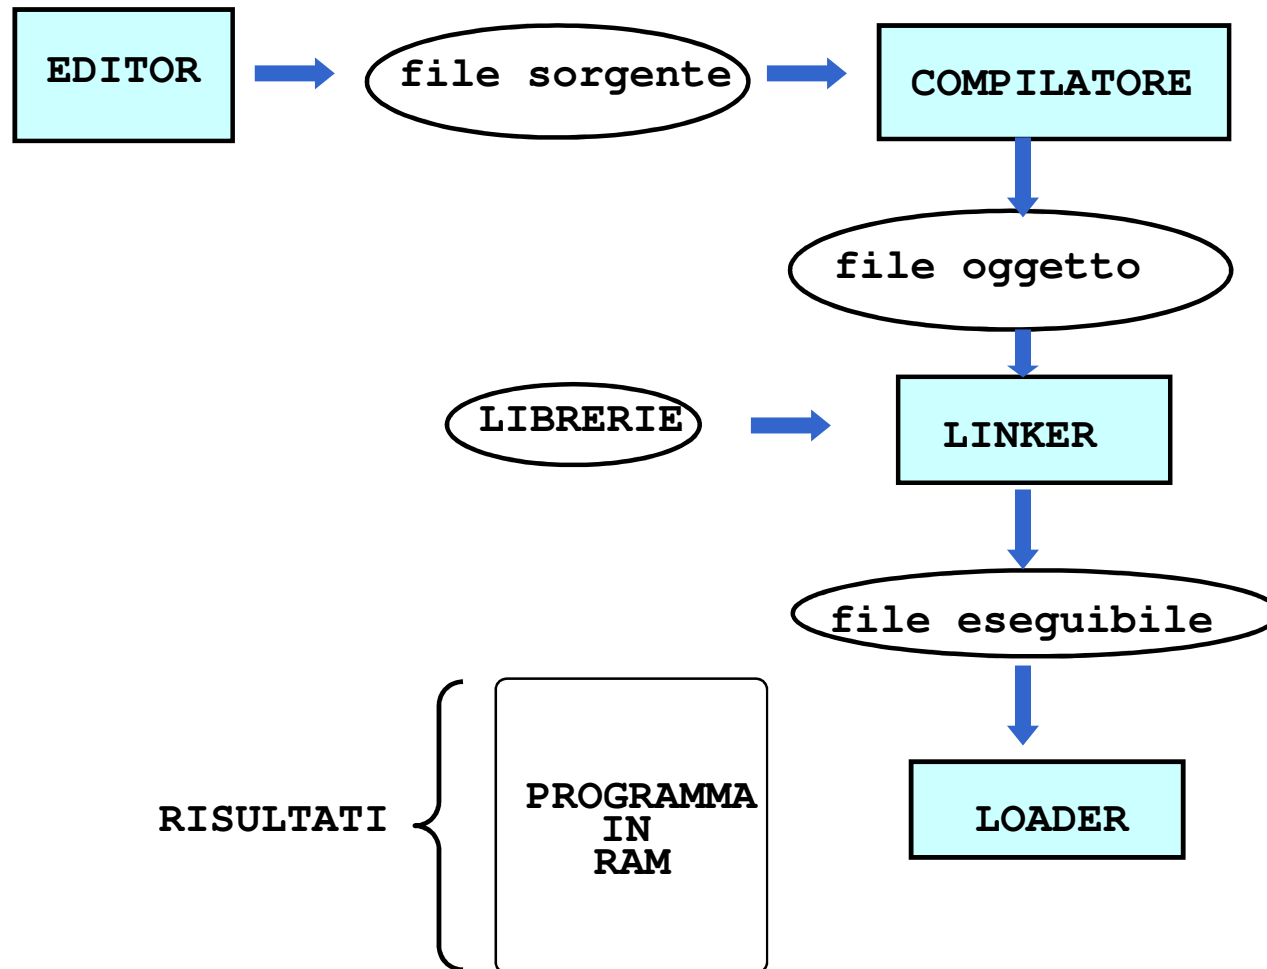 EDITOR
file sorgente
COMPILATORE
file oggetto
LIBRERIE
LINKER
file eseguibile
RISULTATI
PROGRAMMA
IN
RAM
LOADER